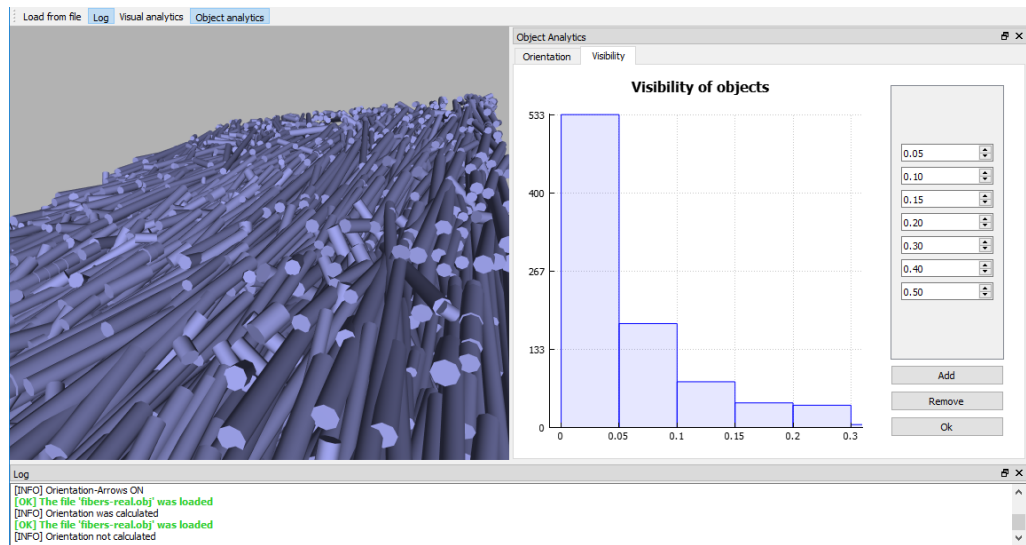 Load from file Log Visual analytics Object analytics
Object Analytics
Orientation Visibility
Visibility of objects
533
400
267
133
0
0 0.05 0.1 0.15 0.2 0.3
0.05
0.10
0.15
0.20
0.30
0.40
0.50
Add
Remove
Ok
Log
[INFO] Orientation-Arrows ON
[OK] The file 'fibers-real.obj' was loaded
[INFO] Orientation was calculated
[OK] The file 'fibers-real.obj' was loaded
[INFO] Orientation not calculated